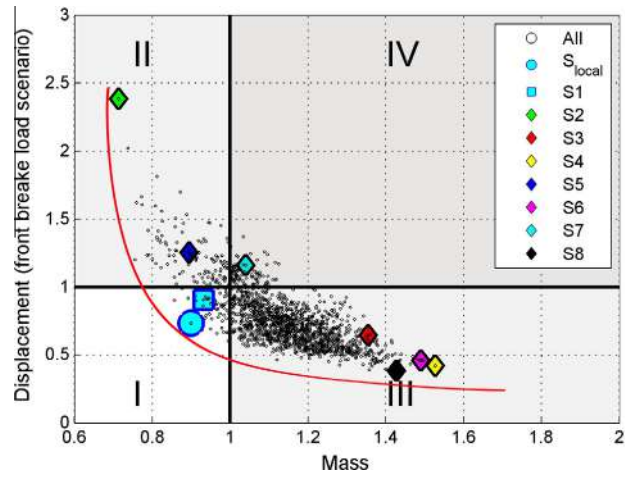 3
2.5
2
1.5
1
0.5
0
0.6
0.8
1
1.2
1.4
1.6
1.8
2
Displacement (front breake load scenario)
Mass
II
IV
I
III
All
S_local
S1
S2
S3
S4
S5
S6
S7
S8